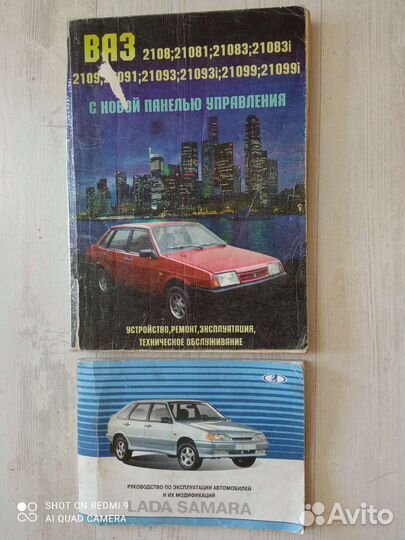 ВАЗ 2108;21081;21083;21083i
2109;21091;21093;21093i;21099;21099i
С НОВОЙ ПАНЕЛЬЮ УПРАВЛЕНИЯ
УСТРОЙСТВО,РЕМОНТ,ЭКСПЛУАТАЦИЯ,
ТЕХНИЧЕСКОЕ ОБСЛУЖИВАНИЕ
РУКОВОДСТВО ПО ЭКСПЛУАТАЦИИ АВТОМОБИЛЕЙ
И ИХ МОДИФИКАЦИЙ
LADA SAMARA
SHOT ON REDMI 9
AI QUAD CAMERA
Avito